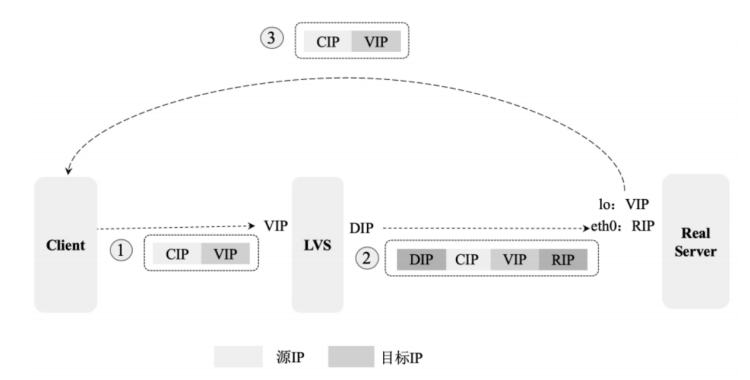 ③ CIP VIP
lo：VIP
Client
① CIP VIP
VIP
LVS
DIP
eth0：RIP
② DIP CIP VIP RIP
Real
Server
源IP 目标IP